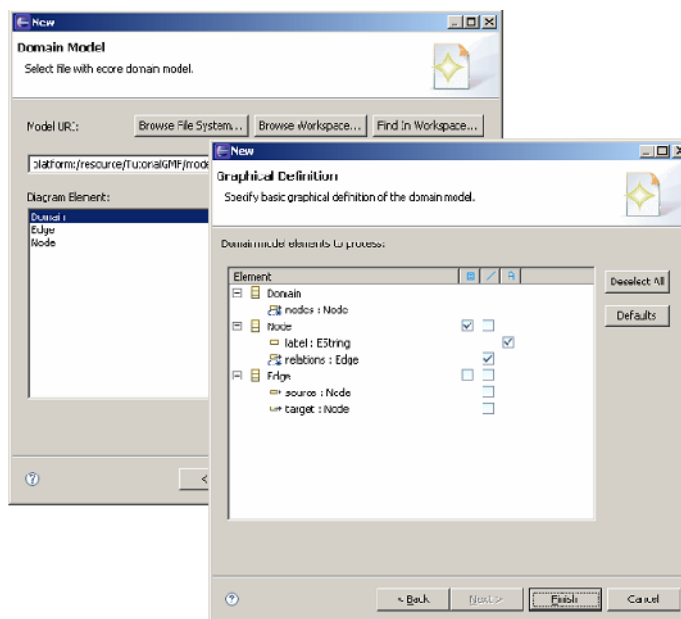 New
Domain Model
Select file with ecore domain model.
Model URI:
Browse File System...
Browse Workspace...
Find In Workspace...
platform:/resource/TutorialGMF/mode
Diagram Element:
Domain
Edge
Node
<
New
Graphical Definition
Specify basic graphical definition of the domain model.
Domain model elements to process:
Element
Domain
nodes : Node
Node
label : EString
relations : Edge
Edge
source : Node
target : Node
Deselect All
Defaults
< Back
Next >
Finish
Cancel